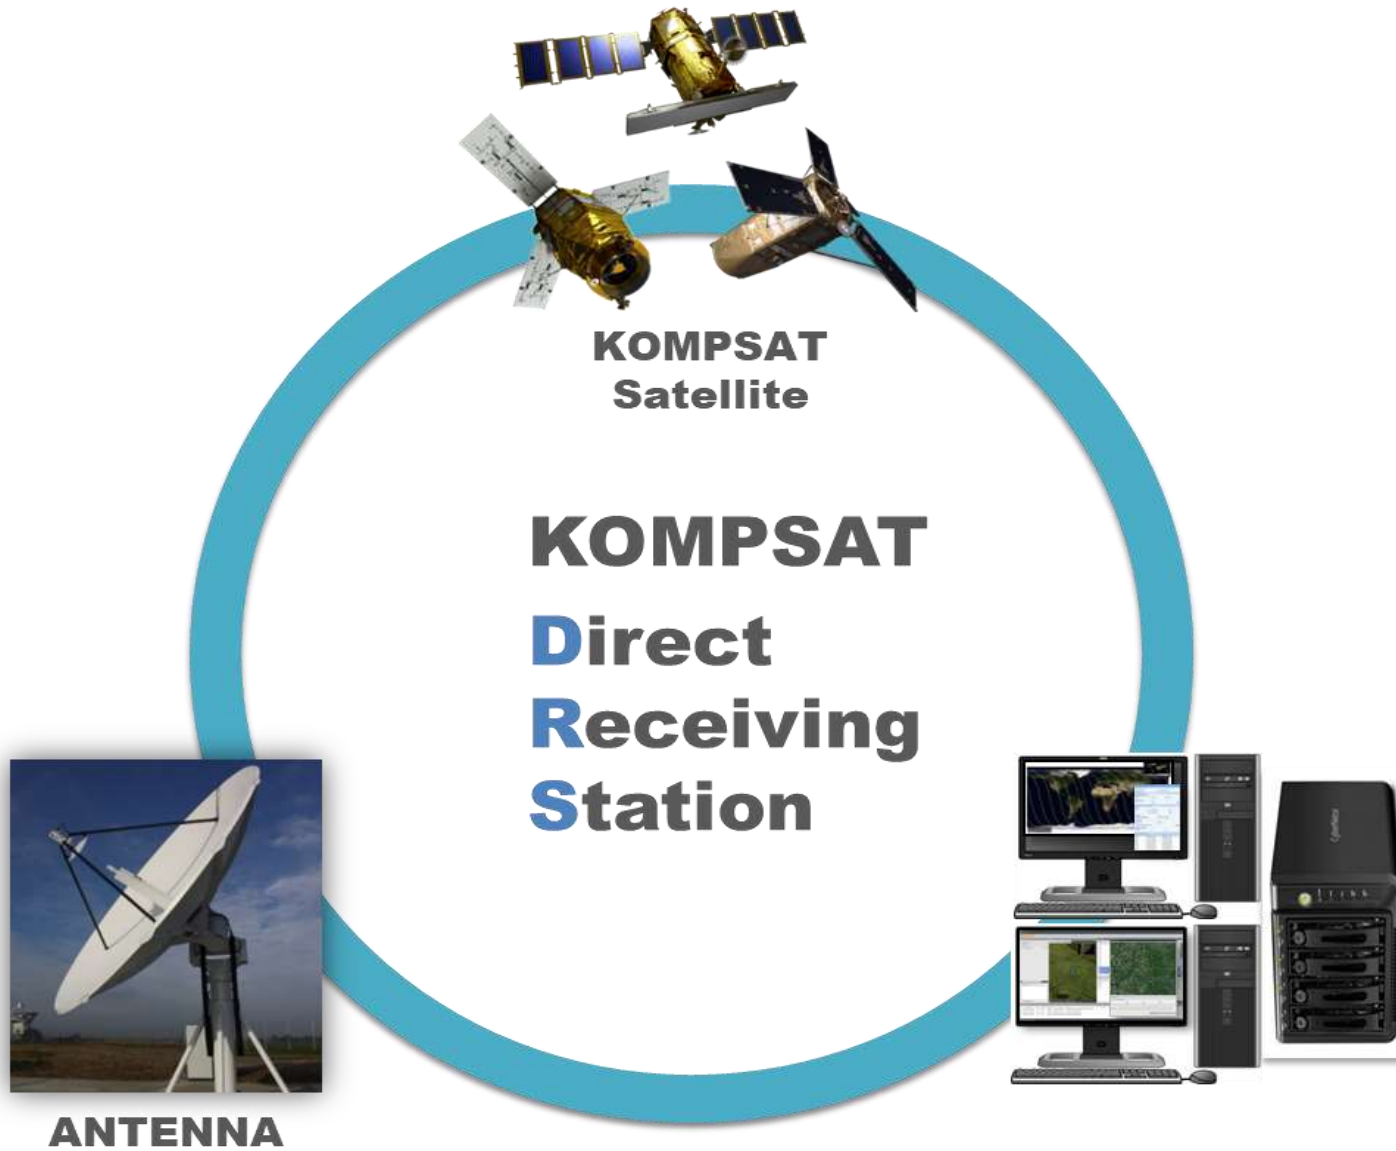 KOMPSAT
Satellite
KOMPSAT
Direct
Receiving
Station
ANTENNA